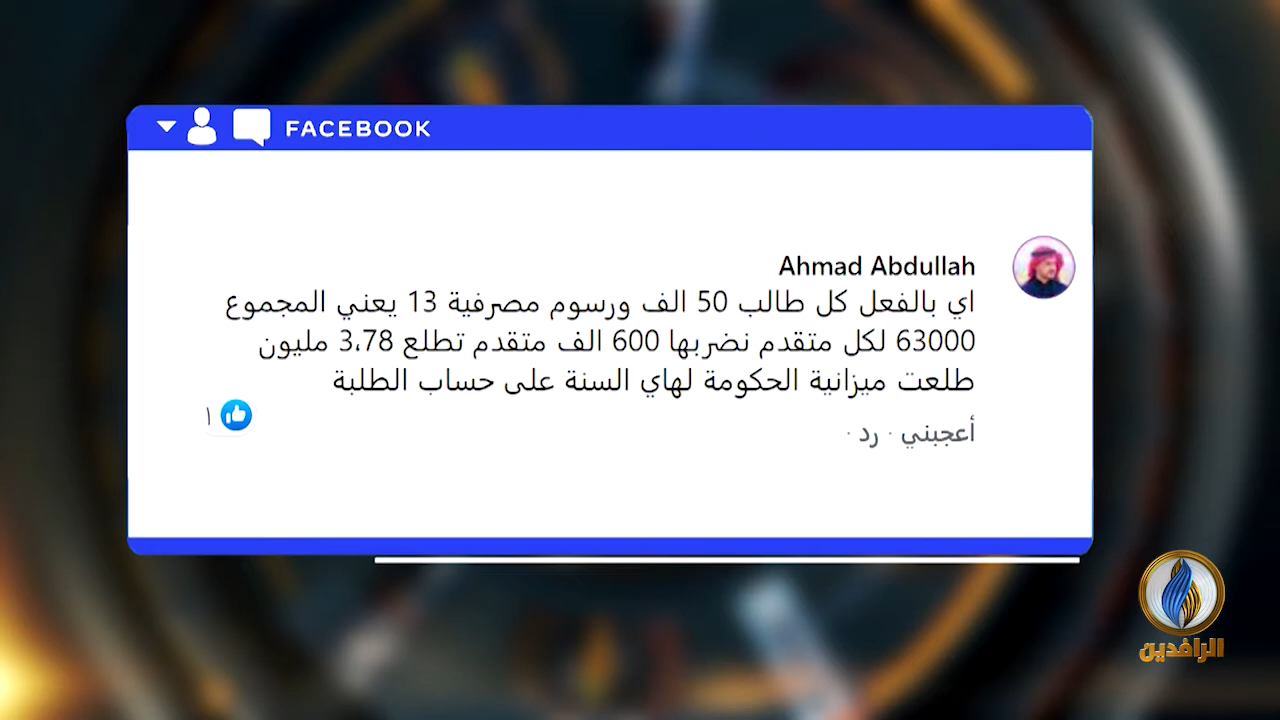 FACEBOOK
Ahmad Abdullah
اي بالفعل كل طالب 50 الف ورسوم مصرفية 13 يعني المجموع
63000 لكل متقدم نضربها 600 الف متقدم تطلع 3،78 مليون
طلعت ميزانية الحكومة لهاي السنة على حساب الطلبة
١
أعجبني · رد ·
الرافدين